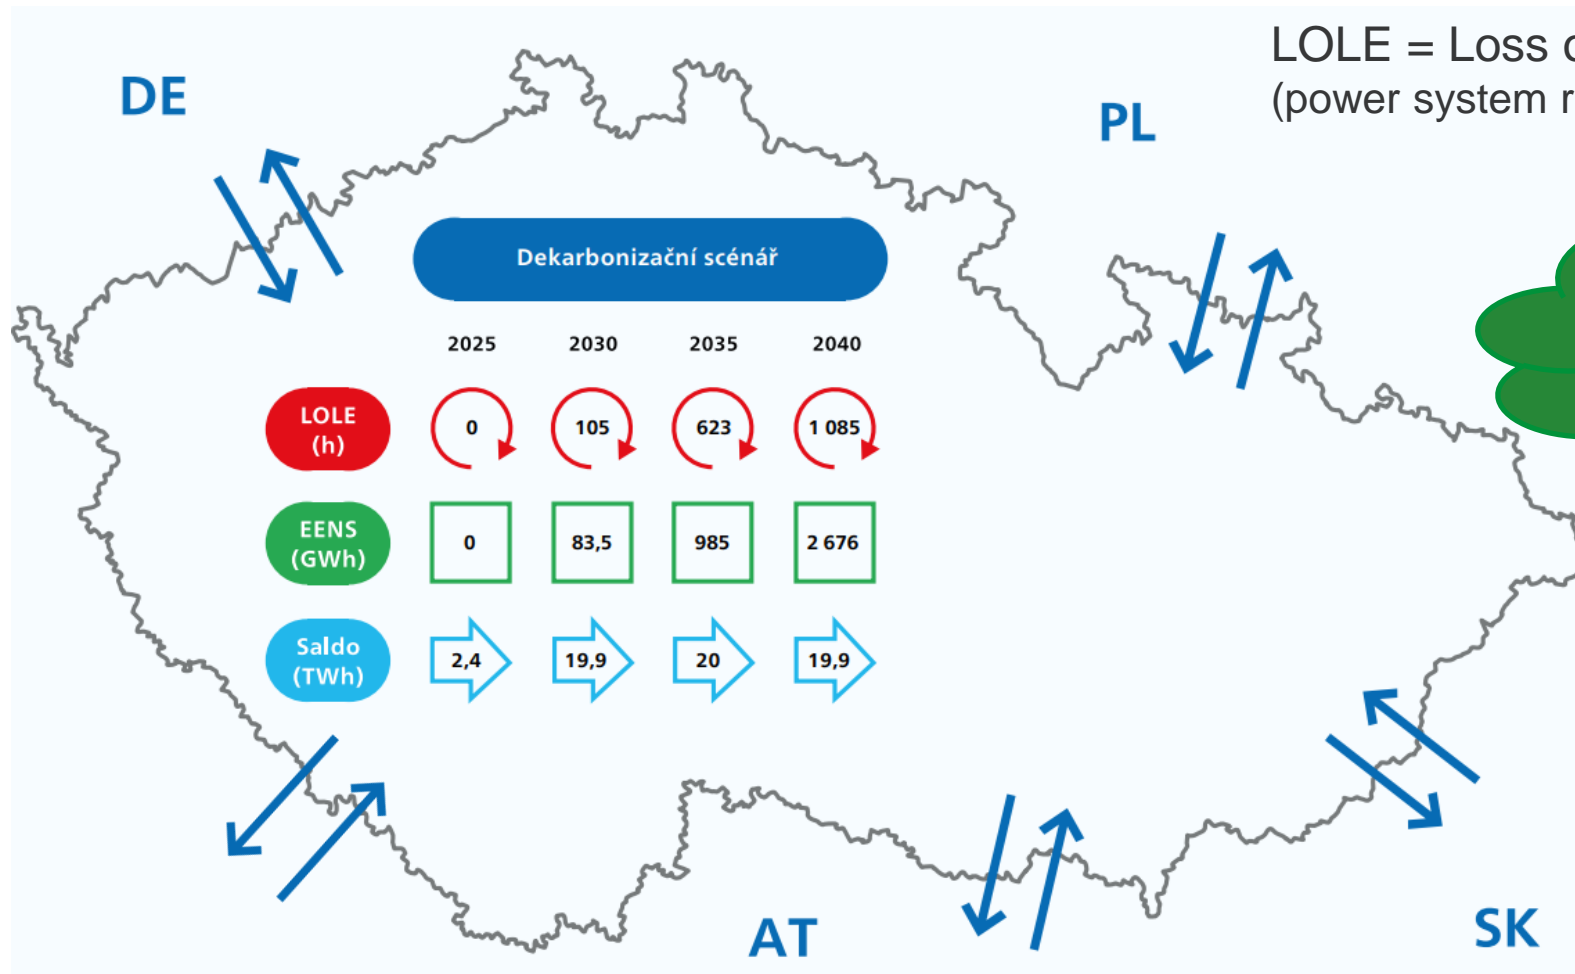 LOLE = Loss
(power system
DE
PL
Dekarbonizační scénář
2025 2030 2035 2040
LOLE
(h)
0 105 623 1 085
EENS
(GWh)
0 83,5 985 2 676
Saldo
(TWh)
2,4 19,9 20 19,9
AT
SK